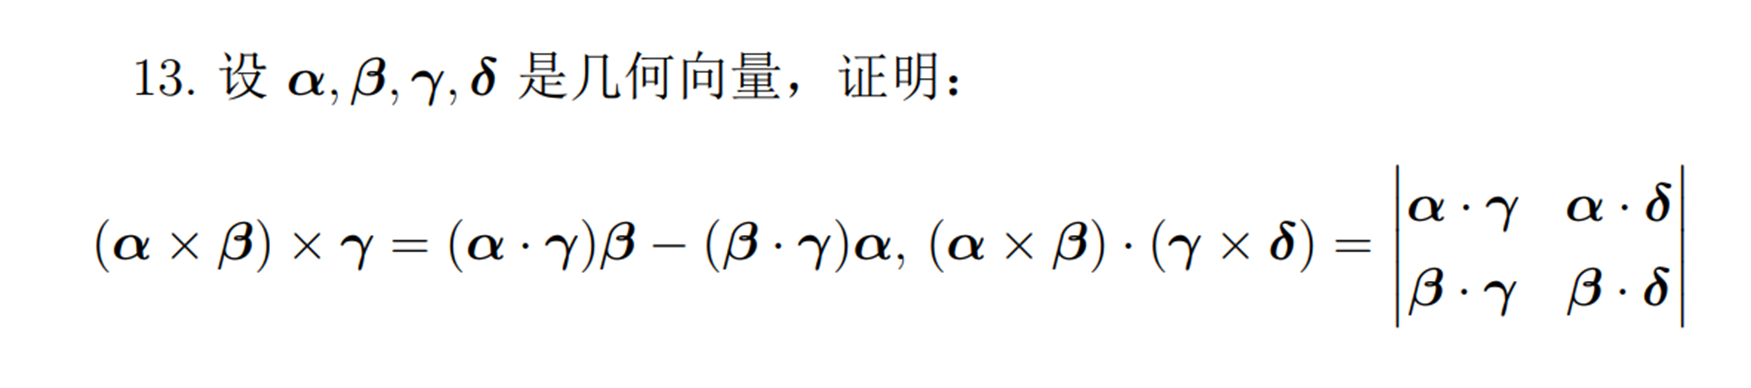 13. 设 α, β, γ, δ 是几何向量，证明：
(α × β) × γ = (α · γ)β − (β · γ)α, (α × β) · (γ × δ) = | α · γ  α · δ |
| β · γ  β · δ |